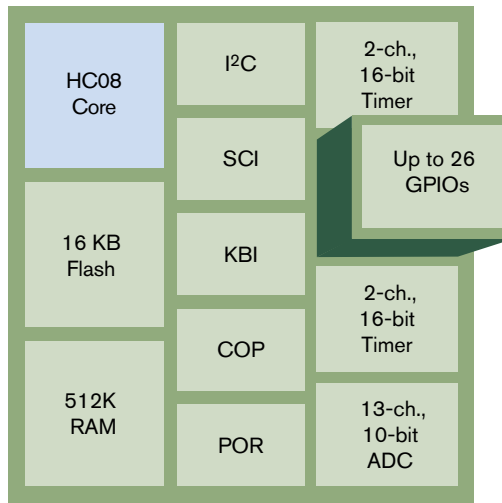 HC08
Core
16 KB
Flash
512K
RAM
I²C
SCI
KBI
COP
POR
2-ch.,
16-bit
Timer
Up to 26
GPIOs
2-ch.,
16-bit
Timer
13-ch.,
10-bit
ADC